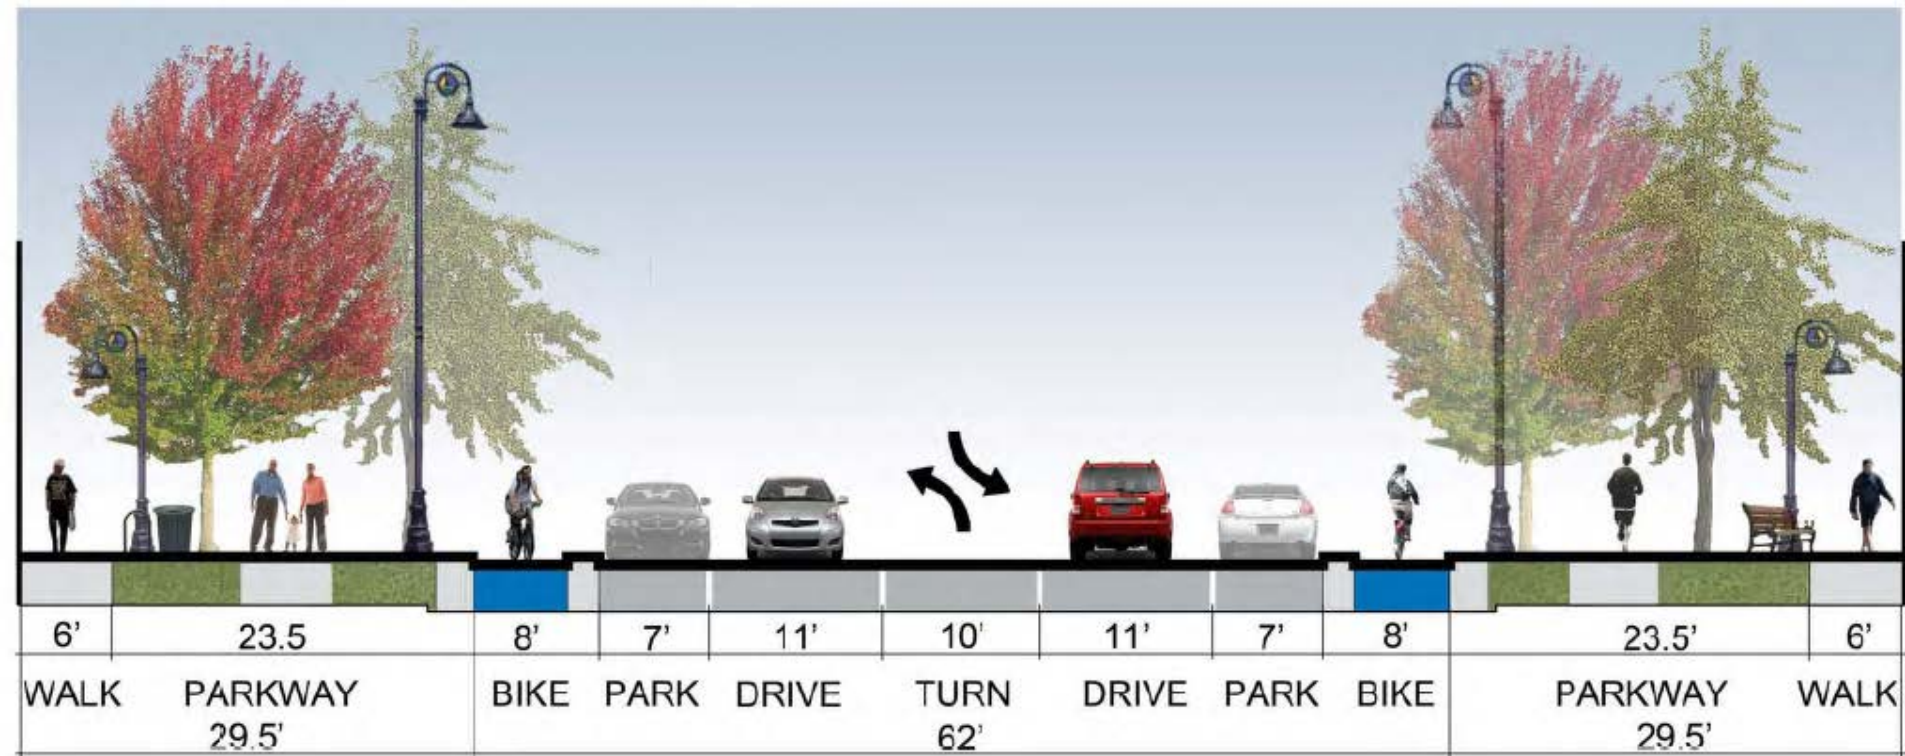 6' 23.5 8' 7' 11' 10' 11' 7' 8' 23.5' 6'
WALK PARKWAY BIKE PARK DRIVE TURN DRIVE PARK BIKE PARKWAY WALK
29.5' 62' 29.5'